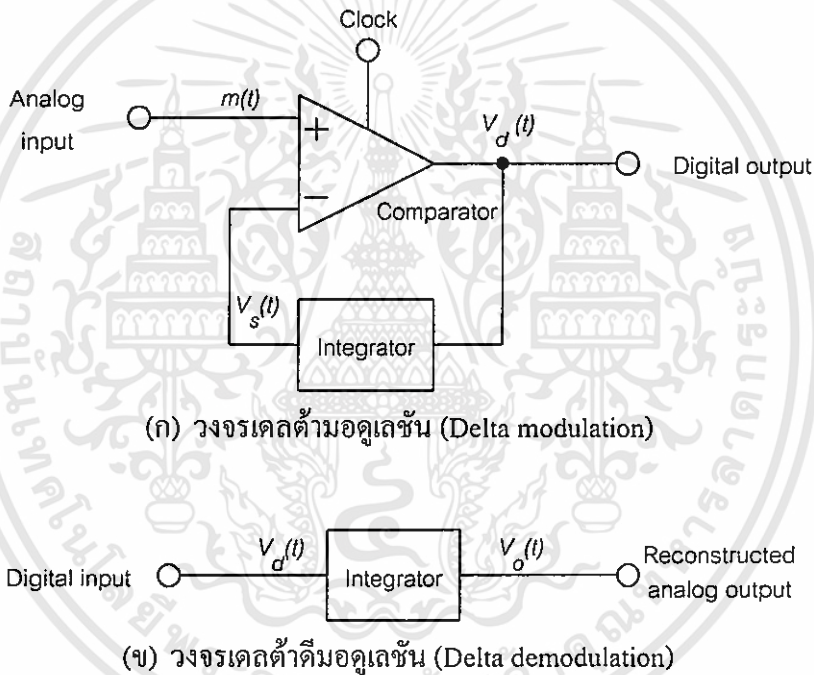 Clock
Analog
input
m(t)
+
−
V_d(t)
Digital output
Comparator
V_s(t)
Integrator
(ก) วงจรเดลต้ามอดูเลชัน (Delta modulation)
Digital input
V_d(t)
Integrator
V_o(t)
Reconstructed
analog output
(ข) วงจรเดลต้าดีมอดูเลชัน (Delta demodulation)